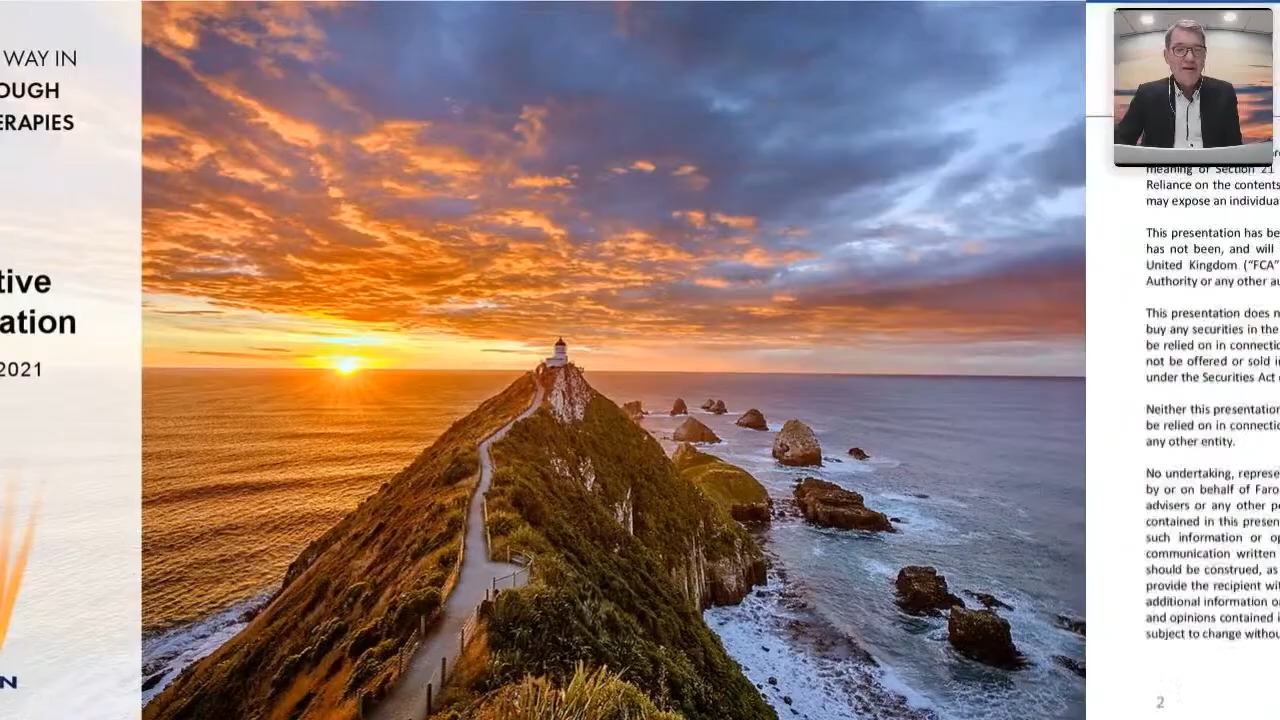 WAY IN
OUGH
ERAPIES
tive
ation
2021
N
meaning of Section 21
Reliance on the contents
may expose an individua
This presentation has be
has not been, and will
United Kingdom ("FCA"
Authority or any other au
This presentation does n
buy any securities in the
be relied on in connectio
not be offered or sold i
under the Securities Act
Neither this presentation
be relied on in connectio
any other entity.
No undertaking, represe
by or on behalf of Faro
advisers or any other pe
contained in this presen
such information or op
communication written
should be construed, as
provide the recipient wit
additional information o
and opinions contained i
subject to change withou
2